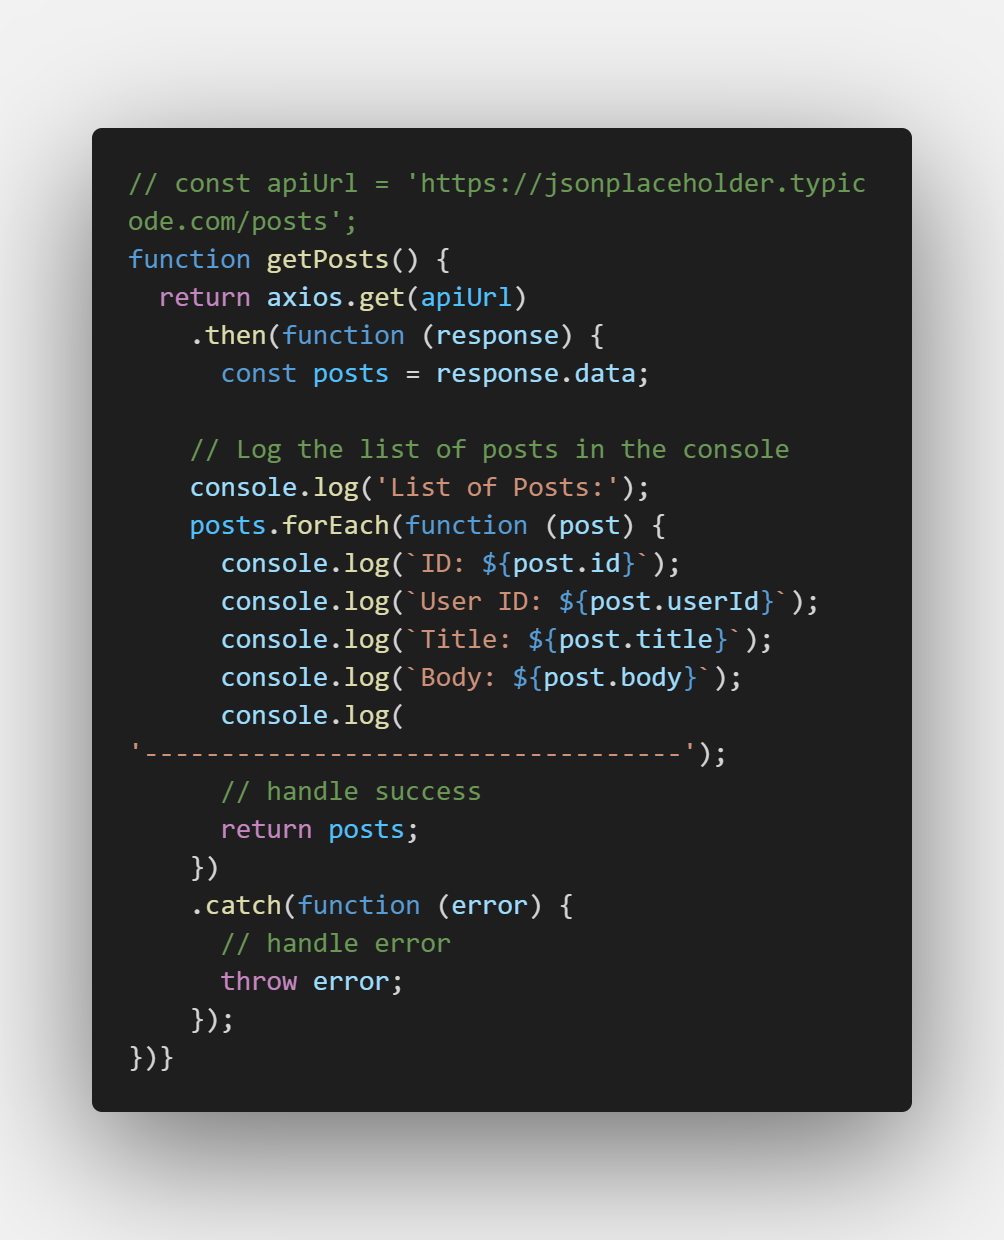 // const apiUrl = 'https://jsonplaceholder.typic
ode.com/posts';
function getPosts() {
  return axios.get(apiUrl)
    .then(function (response) {
      const posts = response.data;

    // Log the list of posts in the console
    console.log('List of Posts:');
    posts.forEach(function (post) {
      console.log(`ID: ${post.id}`);
      console.log(`User ID: ${post.userId}`);
      console.log(`Title: ${post.title}`);
      console.log(`Body: ${post.body}`);
      console.log(
'-----------------------------------');
      // handle success
      return posts;
    })
    .catch(function (error) {
      // handle error
      throw error;
    });
})}